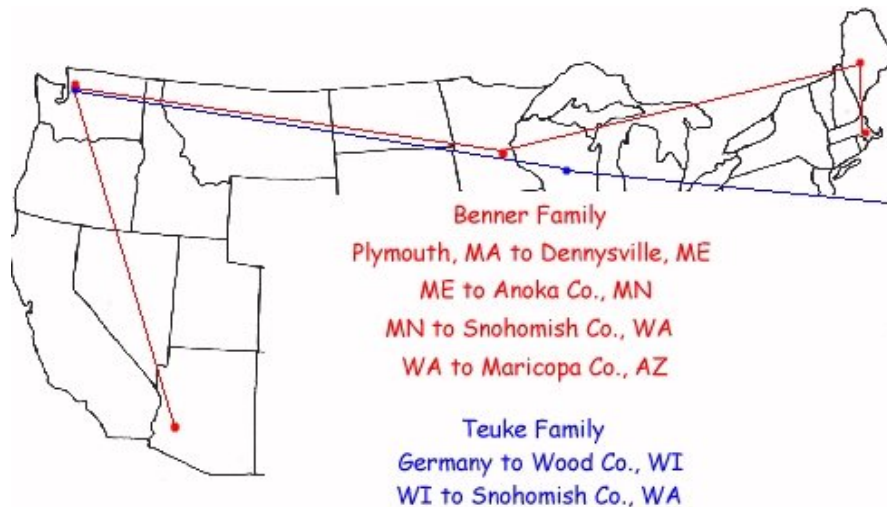 Benner Family
Plymouth, MA to Dennysville, ME
ME to Anoka Co., MN
MN to Snohomish Co., WA
WA to Maricopa Co., AZ
Teuke Family
Germany to Wood Co., WI
WI to Snohomish Co., WA